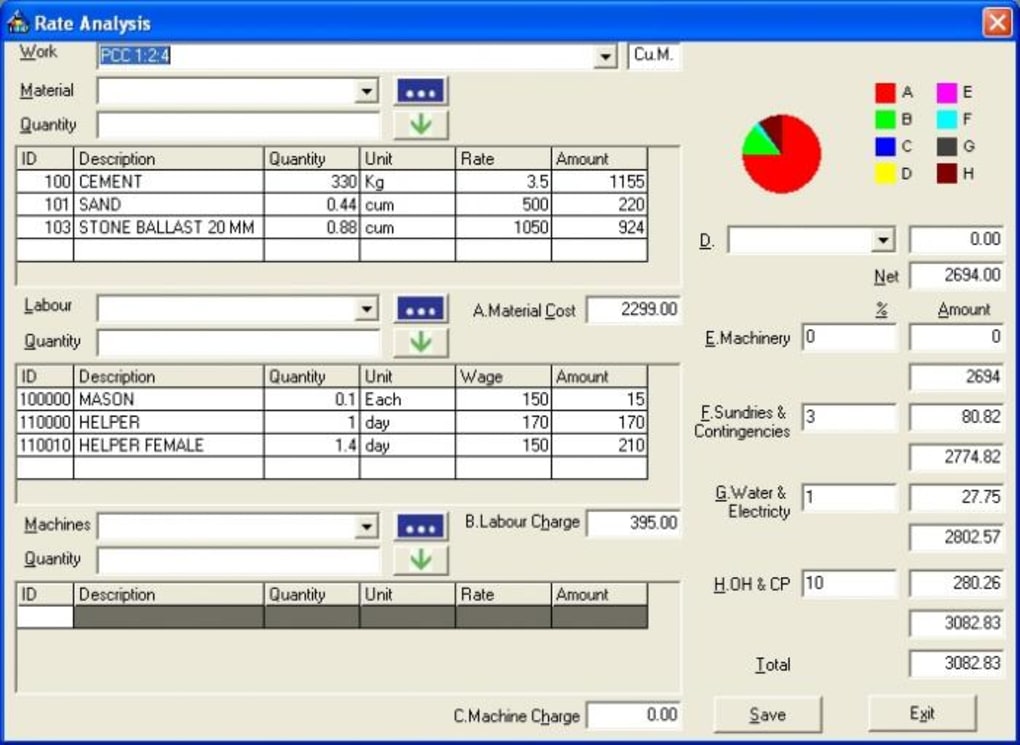 Rate Analysis
Work PCC 1:2:4 Cu.M.
Material
Quantity
ID Description Quantity Unit Rate Amount
100 CEMENT 330 Kg 3.5 1155
101 SAND 0.44 cum 500 220
103 STONE BALLAST 20 MM 0.88 cum 1050 924
Labour
A.Material Cost 2299.00
Quantity
ID Description Quantity Unit Wage Amount
100000 MASON 0.1 Each 150 15
110000 HELPER 1 day 170 170
110010 HELPER FEMALE 1.4 day 150 210
Machines
B.Labour Charge 395.00
Quantity
ID Description Quantity Unit Rate Amount
C.Machine Charge 0.00
A E
B F
C G
D H
D. 0.00
Net 2694.00
% Amount
E.Machinery 0 0
2694
F.Sundries & 3 80.82
Contingencies
2774.82
G.Water & 1 27.75
Electricty
2802.57
H.OH & CP 10 280.26
3082.83
Total 3082.83
Save Exit